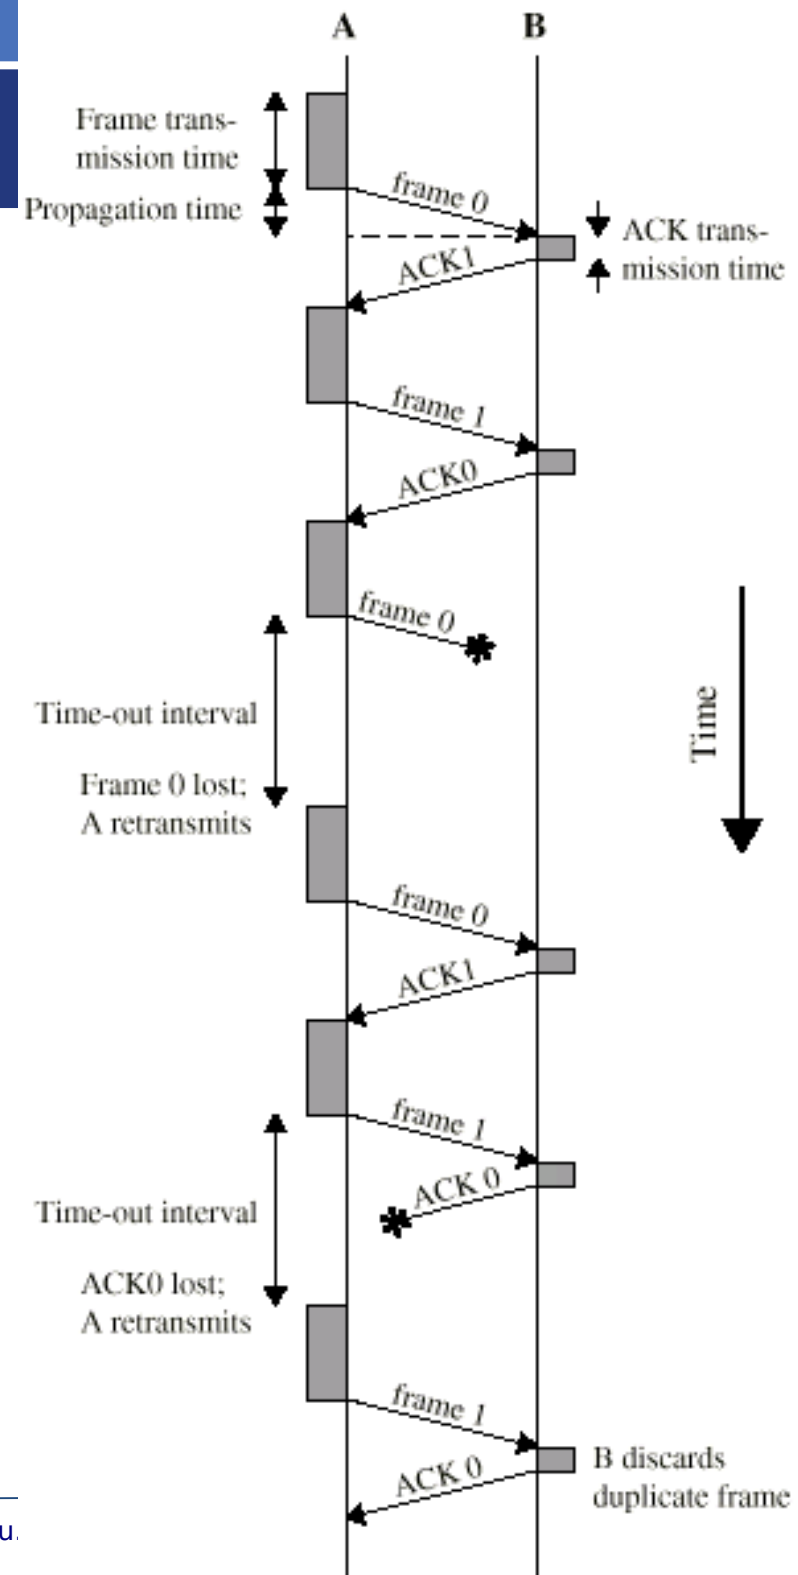 A
B
Frame trans-
mission time
Propagation time
frame 0
ACK trans-
mission time
ACK1
frame 1
ACK0
frame 0
Time-out interval
Time
Frame 0 lost;
A retransmits
frame 0
ACK1
frame 1
ACK 0
Time-out interval
ACK0 lost;
A retransmits
frame 1
ACK 0
B discards
duplicate frame
u.